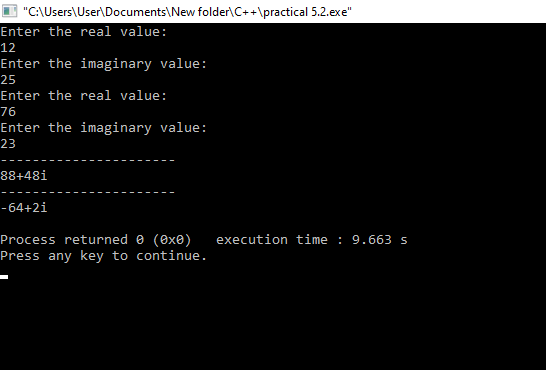 "C:\Users\User\Documents\New folder\C++\practical 5.2.exe"
Enter the real value:
12
Enter the imaginary value:
25
Enter the real value:
76
Enter the imaginary value:
23
----------------------
88+48i
----------------------
-64+2i
Process returned 0 (0x0)   execution time : 9.663 s
Press any key to continue.